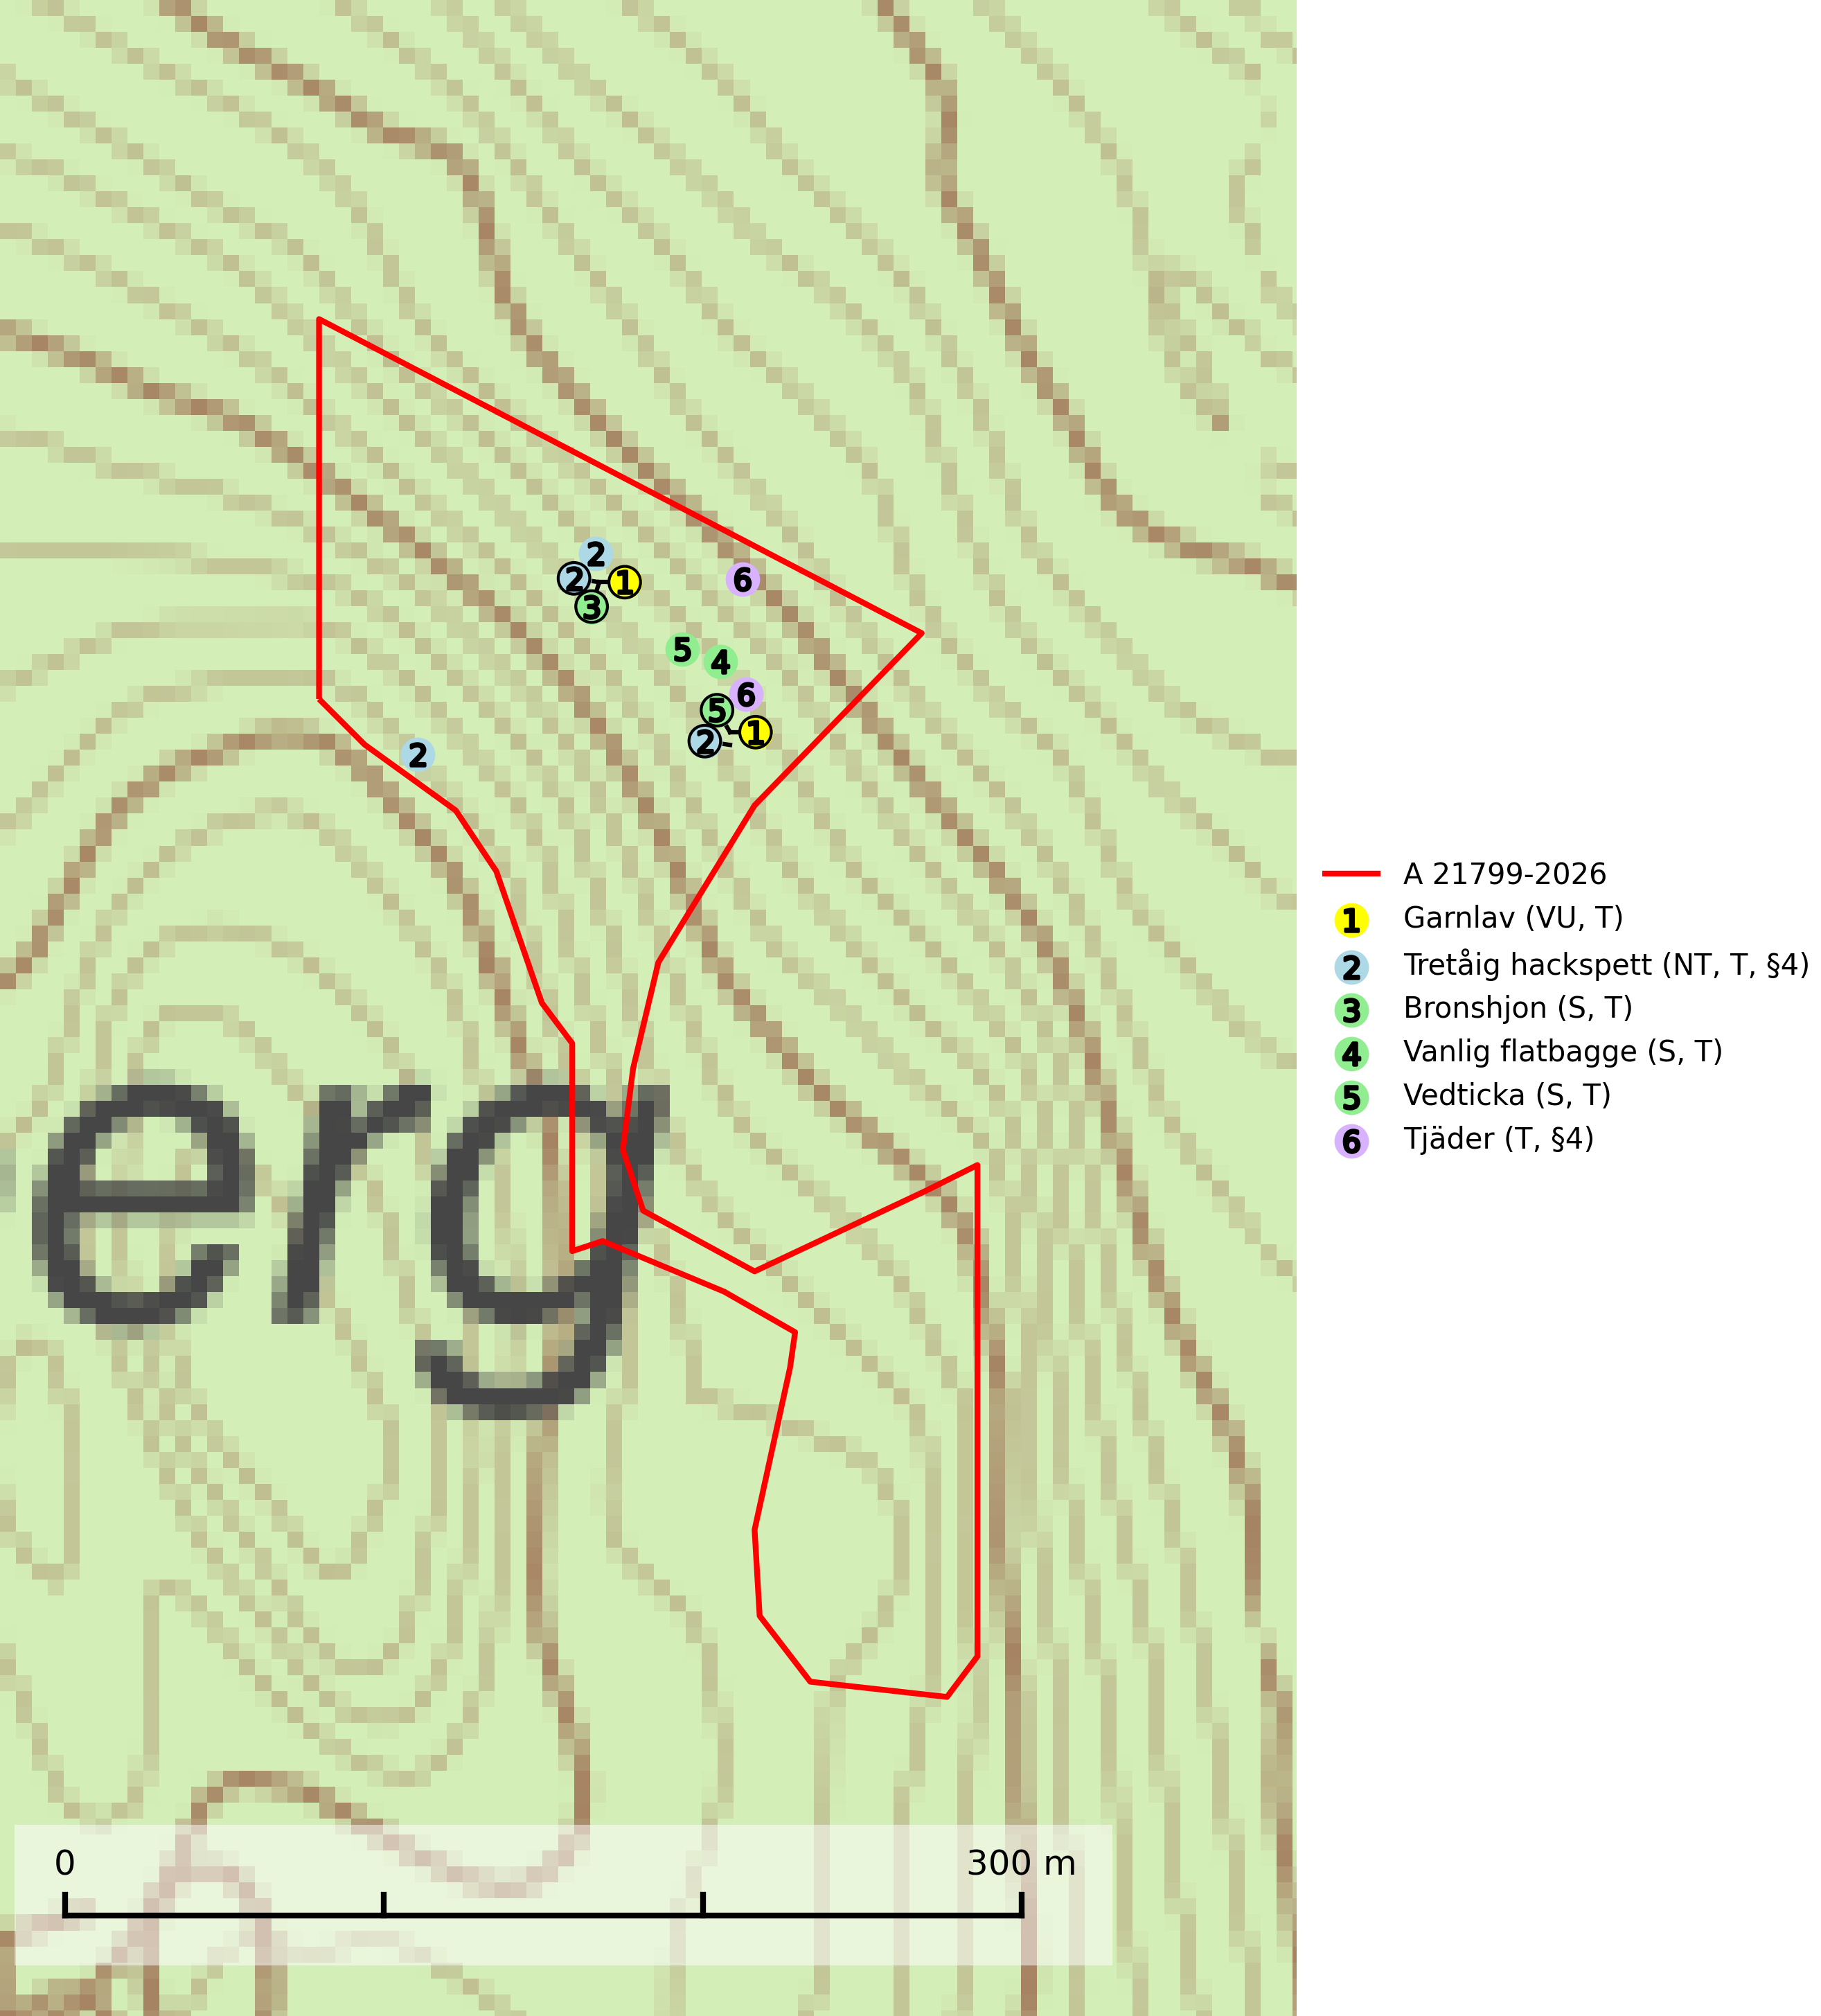 2
2
1
3
6
5
4
6
5
1
2
2
erg
0
300 m
A 21799-2026
1 Garnlav (VU, T)
2 Tretåig hackspett (NT, T, §4)
3 Bronshjon (S, T)
4 Vanlig flatbagge (S, T)
5 Vedticka (S, T)
6 Tjäder (T, §4)